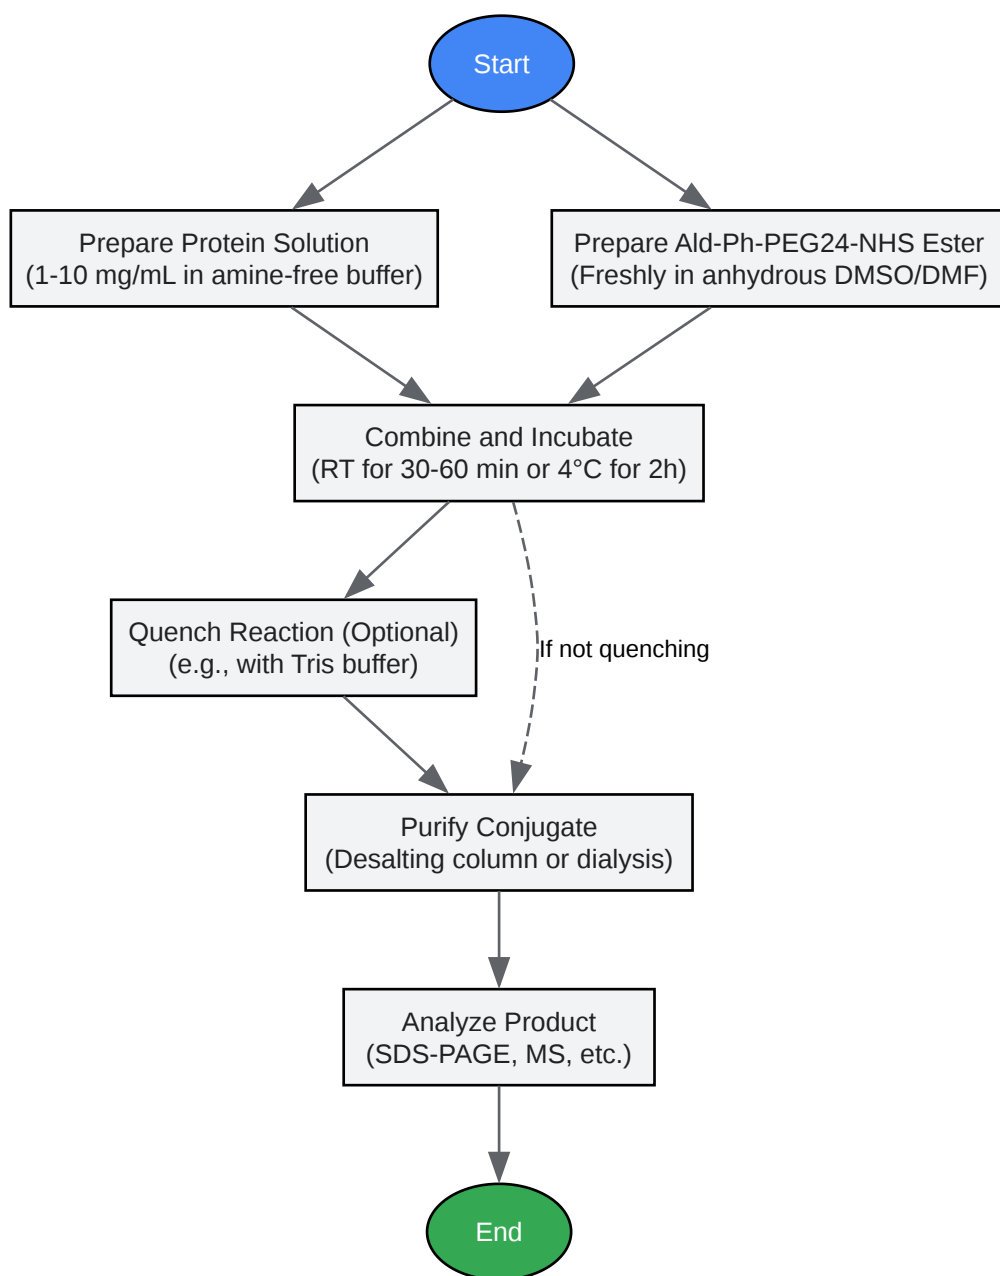 Start
Prepare Protein Solution
(1-10 mg/mL in amine-free buffer)
Prepare Ald-Ph-PEG24-NHS Ester
(Freshly in anhydrous DMSO/DMF)
Combine and Incubate
(RT for 30-60 min or 4°C for 2h)
Quench Reaction (Optional)
(e.g., with Tris buffer)
If not quenching
Purify Conjugate
(Desalting column or dialysis)
Analyze Product
(SDS-PAGE, MS, etc.)
End